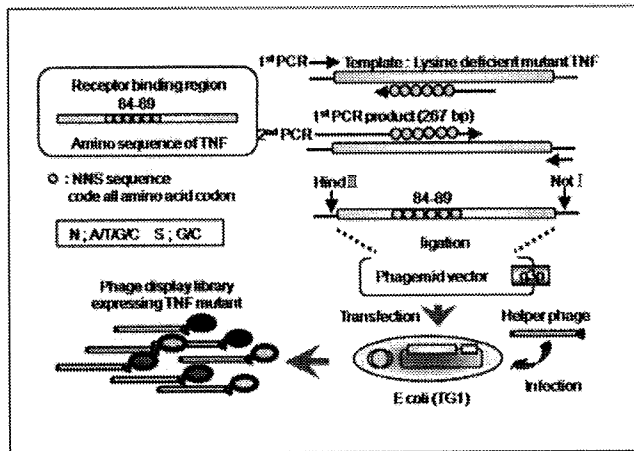 Receptor binding region
84-89
Amino sequence of TNF
: NNS sequence
code all amino acid codon
N ; A/T/G/C S ; G/C
1st PCR
Template : Lysine deficient mutant TNF
1st PCR product (267 bp)
2nd PCR
Hind III
Not I
84-89
ligation
Phagemid vector
g3p
Transfection
Helper phage
Infection
E coli (TG1)
Phage display library
expressing TNF mutant